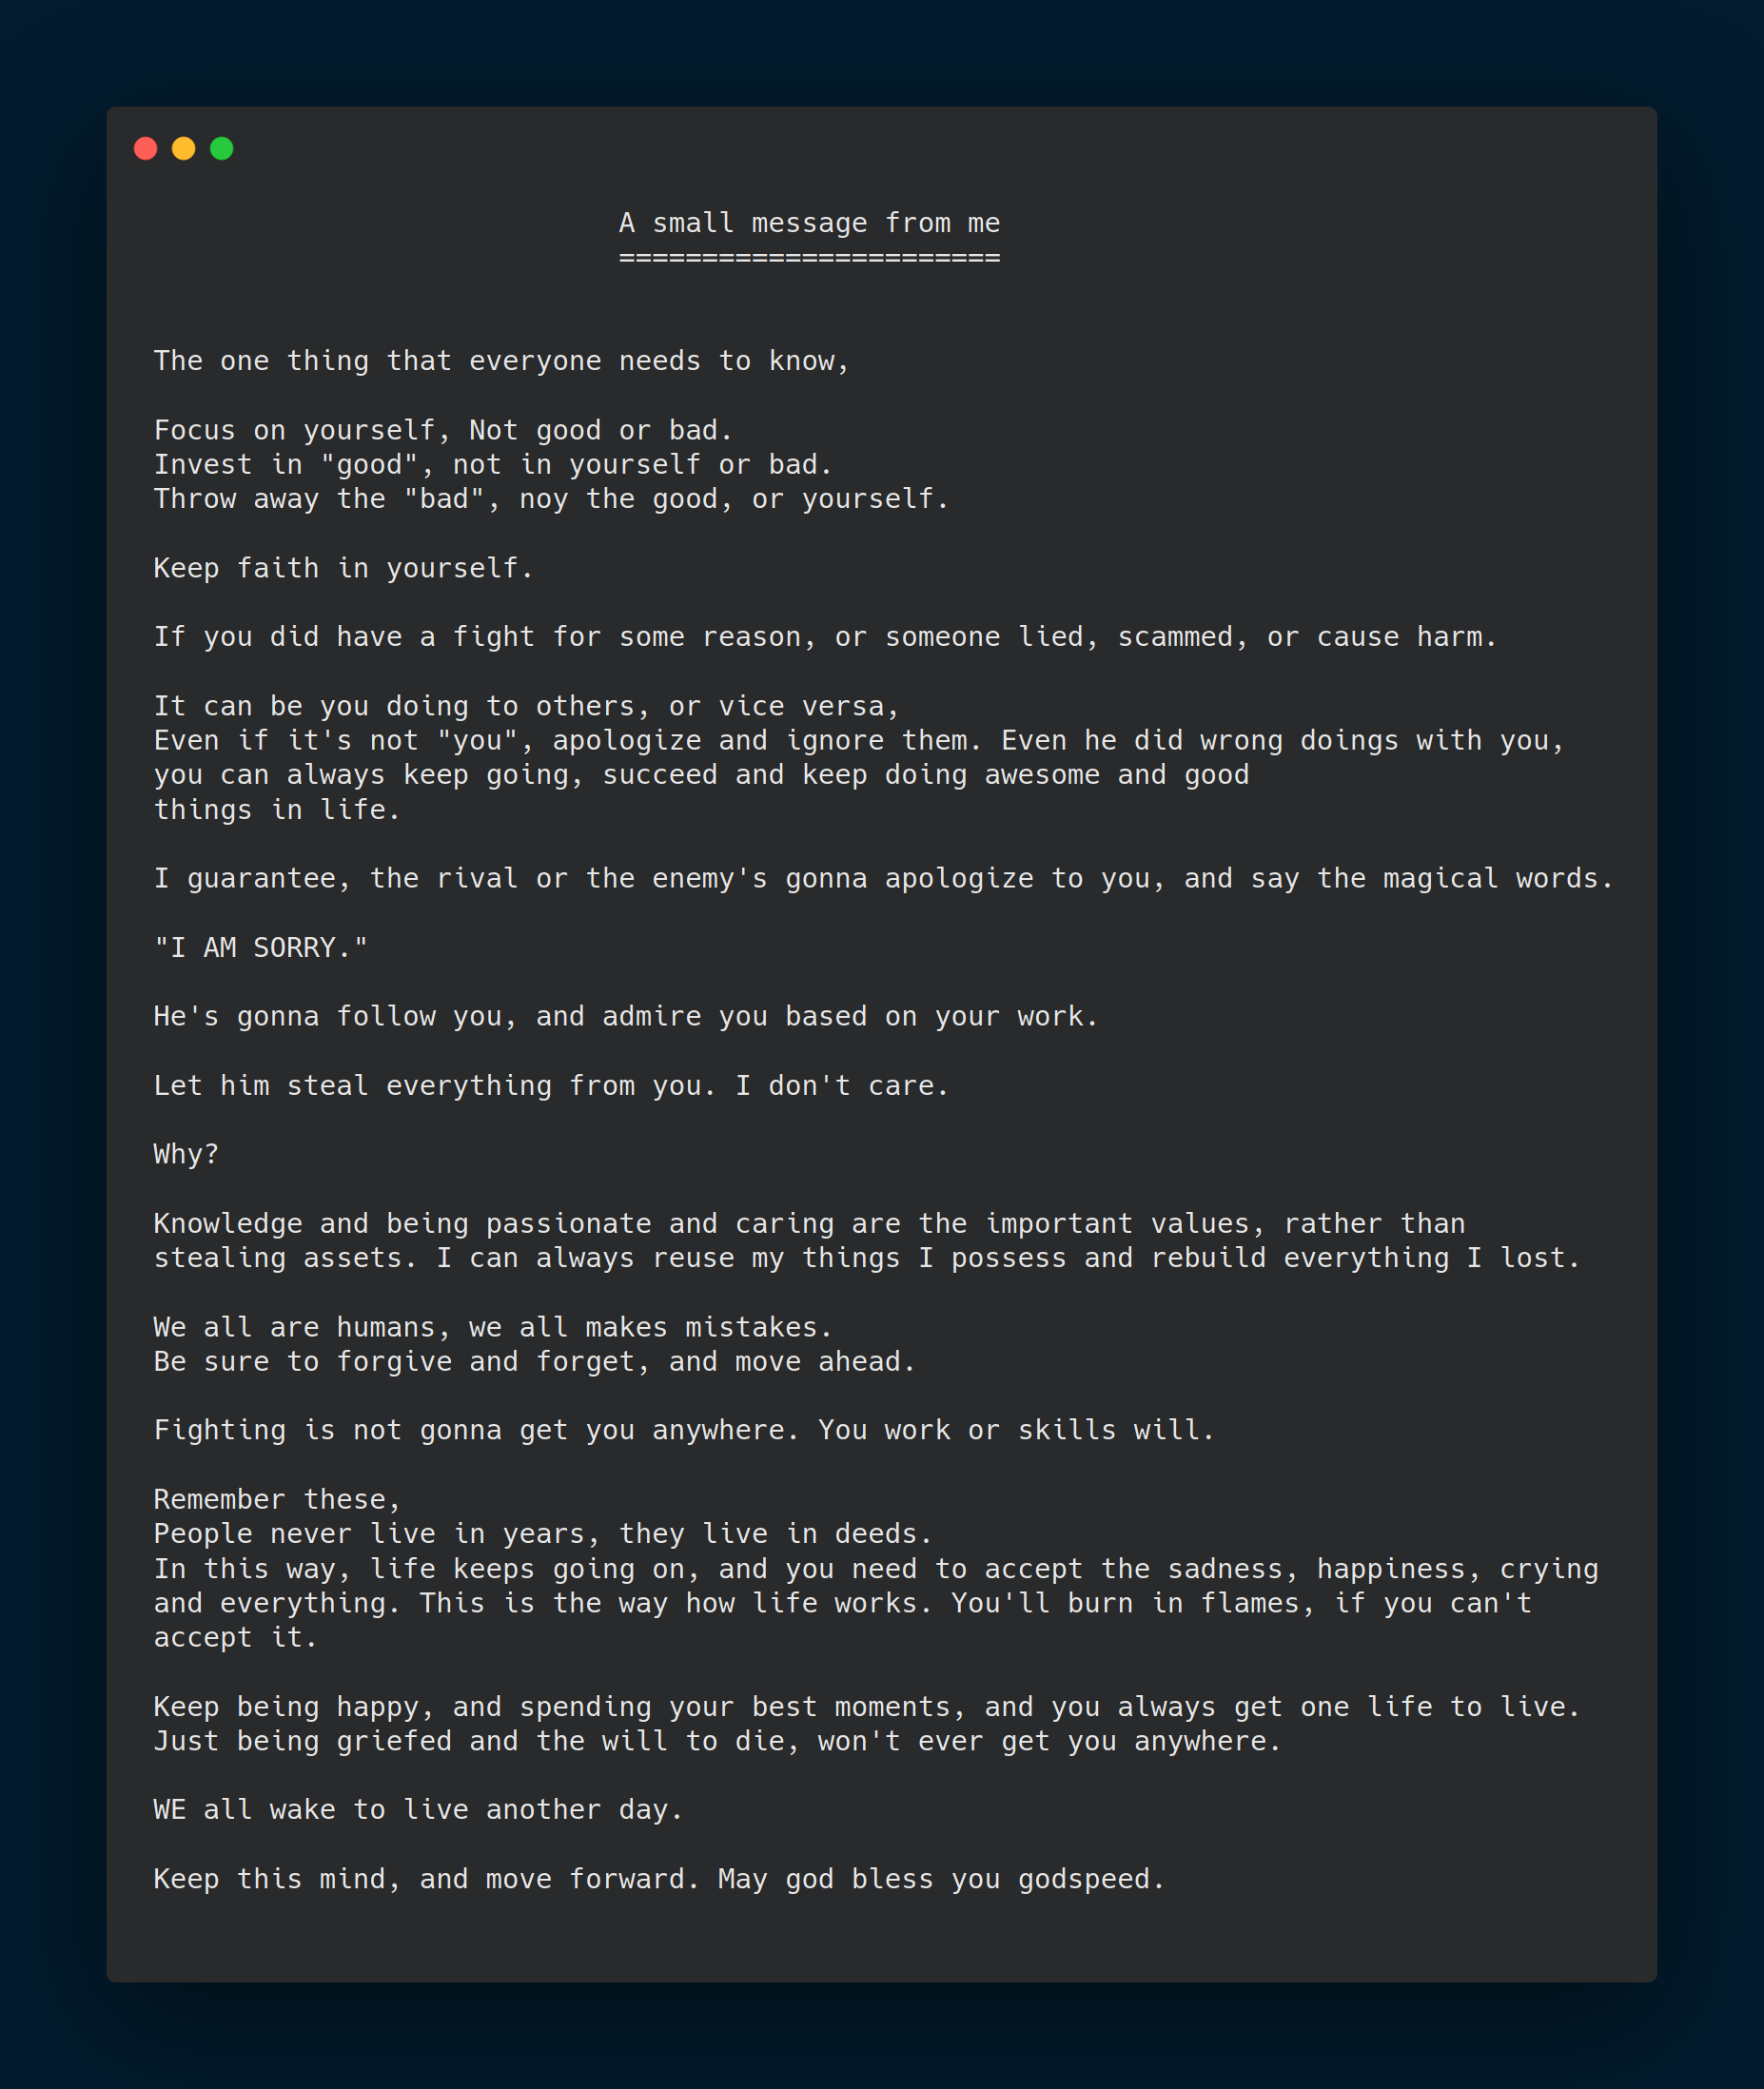 A small message from me
=======================
The one thing that everyone needs to know,
Focus on yourself, Not good or bad.
Invest in "good", not in yourself or bad.
Throw away the "bad", noy the good, or yourself.
Keep faith in yourself.
If you did have a fight for some reason, or someone lied, scammed, or cause harm.
It can be you doing to others, or vice versa,
Even if it's not "you", apologize and ignore them. Even he did wrong doings with you,
you can always keep going, succeed and keep doing awesome and good
things in life.
I guarantee, the rival or the enemy's gonna apologize to you, and say the magical words.
"I AM SORRY."
He's gonna follow you, and admire you based on your work.
Let him steal everything from you. I don't care.
Why?
Knowledge and being passionate and caring are the important values, rather than
stealing assets. I can always reuse my things I possess and rebuild everything I lost.
We all are humans, we all makes mistakes.
Be sure to forgive and forget, and move ahead.
Fighting is not gonna get you anywhere. You work or skills will.
Remember these,
People never live in years, they live in deeds.
In this way, life keeps going on, and you need to accept the sadness, happiness, crying
and everything. This is the way how life works. You'll burn in flames, if you can't
accept it.
Keep being happy, and spending your best moments, and you always get one life to live.
Just being griefed and the will to die, won't ever get you anywhere.
WE all wake to live another day.
Keep this mind, and move forward. May god bless you godspeed.